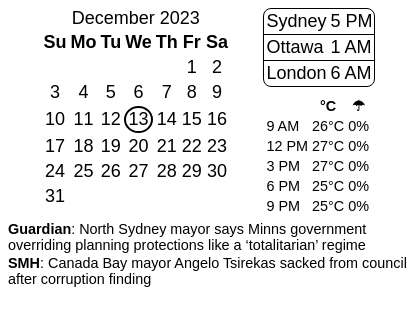 December 2023
Su Mo Tu We Th Fr Sa
1 2
3 4 5 6 7 8 9
10 11 12 13 14 15 16
17 18 19 20 21 22 23
24 25 26 27 28 29 30
31
Sydney 5 PM
Ottawa 1 AM
London 6 AM
°C ☂
9 AM 26°C 0%
12 PM 27°C 0%
3 PM 27°C 0%
6 PM 25°C 0%
9 PM 25°C 0%
Guardian: North Sydney mayor says Minns government
overriding planning protections like a ‘totalitarian’ regime
SMH: Canada Bay mayor Angelo Tsirekas sacked from council
after corruption finding